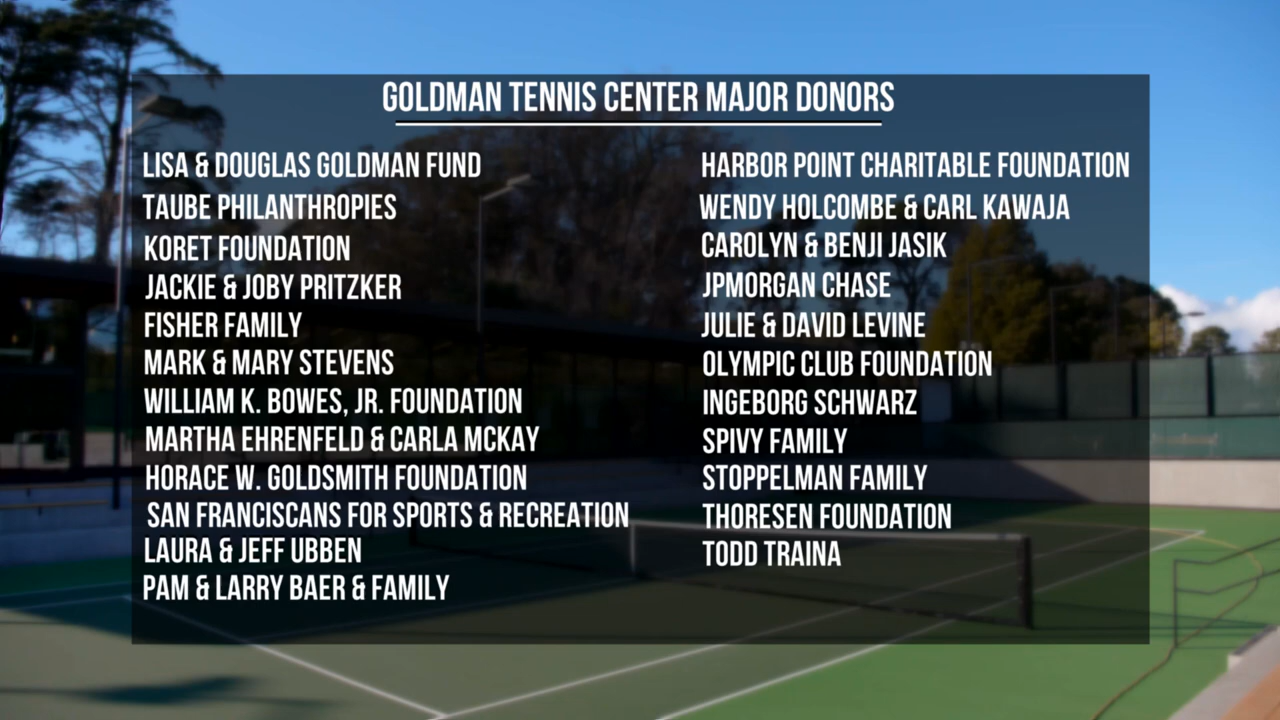 GOLDMAN TENNIS CENTER MAJOR DONORS
LISA & DOUGLAS GOLDMAN FUND
TAUBE PHILANTHROPIES
KORET FOUNDATION
JACKIE & JOBY PRITZKER
FISHER FAMILY
MARK & MARY STEVENS
WILLIAM K. BOWES, JR. FOUNDATION
MARTHA EHRENFELD & CARLA MCKAY
HORACE W. GOLDSMITH FOUNDATION
SAN FRANCISCANS FOR SPORTS & RECREATION
LAURA & JEFF UBBEN
PAM & LARRY BAER & FAMILY
HARBOR POINT CHARITABLE FOUNDATION
WENDY HOLCOMBE & CARL KAWAJA
CAROLYN & BENJI JASIK
JPMORGAN CHASE
JULIE & DAVID LEVINE
OLYMPIC CLUB FOUNDATION
INGEBORG SCHWARZ
SPIVY FAMILY
STOPPELMAN FAMILY
THORESEN FOUNDATION
TODD TRAINA